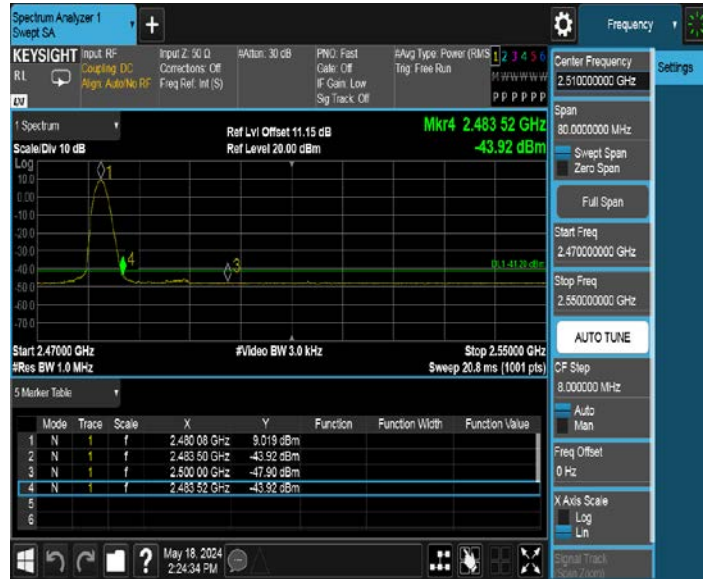 Spectrum Analyzer 1
Swept SA
+
Frequency
KEYSIGHT
RL
Input: RF
Coupling: DC
Align: Auto/No RF
Input Z: 50 Ω
Corrections: Off
Freq Ref: Int (S)
#Atten: 30 dB
PNO: Fast
Gate: Off
IF Gain: Low
Sig Track: Off
#Avg Type: Power (RMS
Trig: Free Run
1 2 3 4 5 6
M W W W W W
P P P P P P
1 Spectrum
Scale/Div 10 dB
Ref Lvl Offset 11.15 dB
Ref Level 20.00 dBm
Mkr4 2.483 52 GHz
-43.92 dBm
Log
10.0
0.00
-10.0
-20.0
-30.0
-40.0
-50.0
-60.0
-70.0
1
4
3
DL1 -41.20 dBm
Start 2.47000 GHz
#Video BW 3.0 kHz
Stop 2.55000 GHz
#Res BW 1.0 MHz
Sweep 20.8 ms (1001 pts)
5 Marker Table
Mode Trace Scale X Y Function Function Width Function Value
1 N 1 f 2.480 08 GHz 9.019 dBm
2 N 1 f 2.483 50 GHz -43.92 dBm
3 N 1 f 2.500 00 GHz -47.90 dBm
4 N 1 f 2.483 52 GHz -43.92 dBm
5
6
?
May 18, 2024
2:24:34 PM
Center Frequency
2.510000000 GHz
Settings
Span
80.0000000 MHz
Swept Span
Zero Span
Full Span
Start Freq
2.470000000 GHz
Stop Freq
2.550000000 GHz
AUTO TUNE
CF Step
8.000000 MHz
Auto
Man
Freq Offset
0 Hz
X Axis Scale
Log
Lin
Signal Track
(Span Zoom)